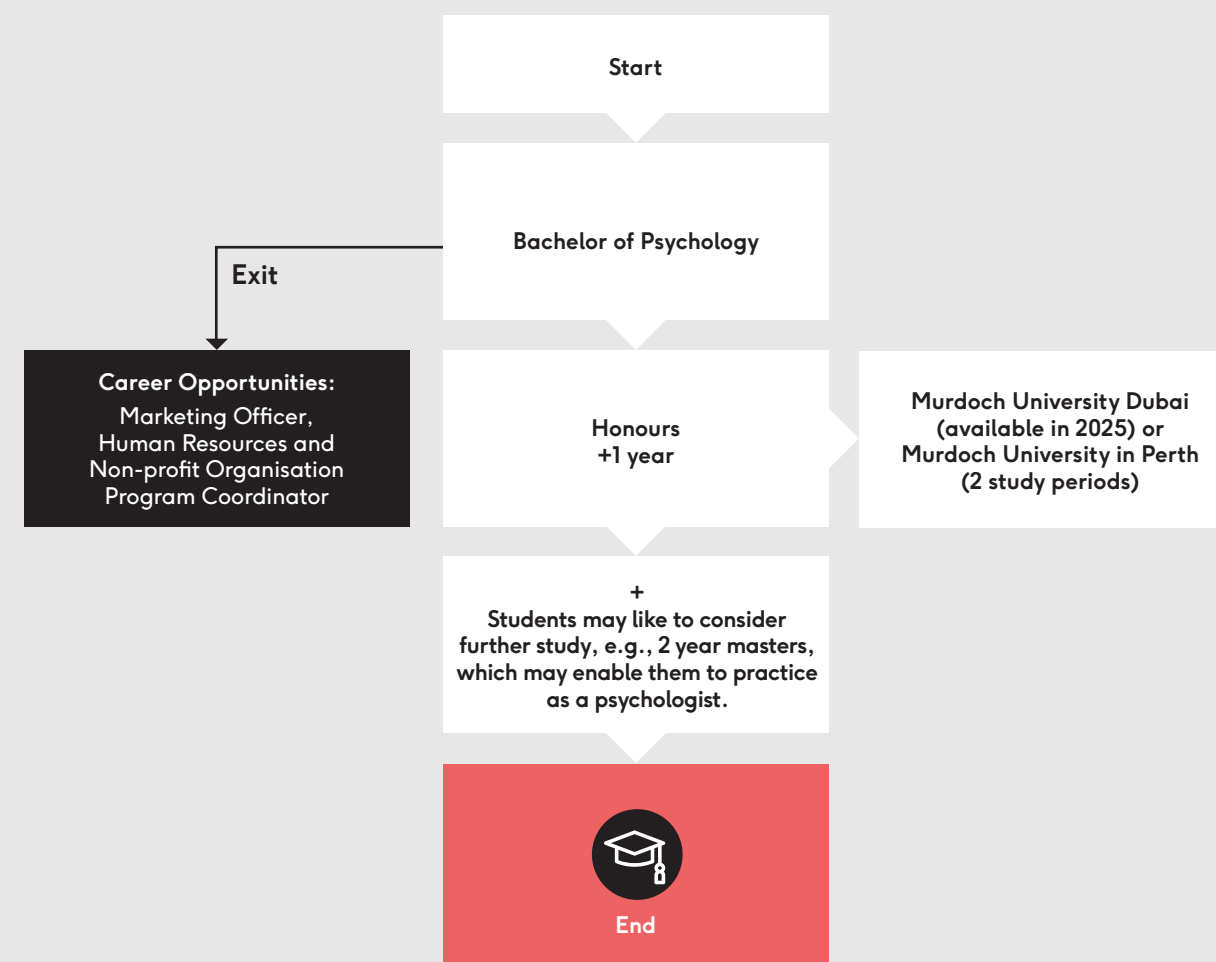 Start
Bachelor of Psychology
Exit
Career Opportunities:
Marketing Officer,
Human Resources and
Non-profit Organisation
Program Coordinator
Honours
+1 year
Murdoch University Dubai
(available in 2025) or
Murdoch University in Perth
(2 study periods)
+
Students may like to consider
further study, e.g., 2 year masters,
which may enable them to practice
as a psychologist.
End